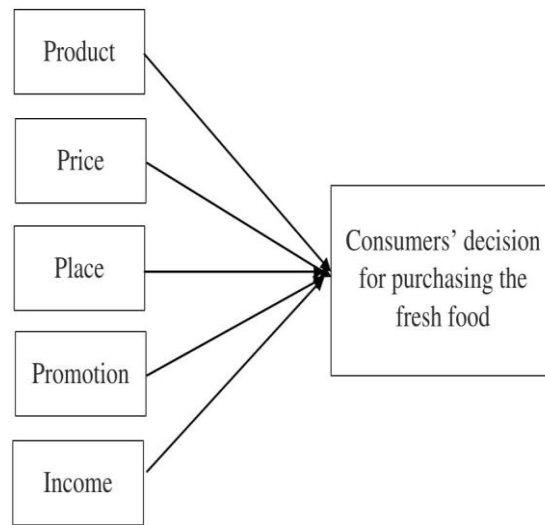 Product
Price
Place
Promotion
Income
Consumers’ decision
for purchasing the
fresh food